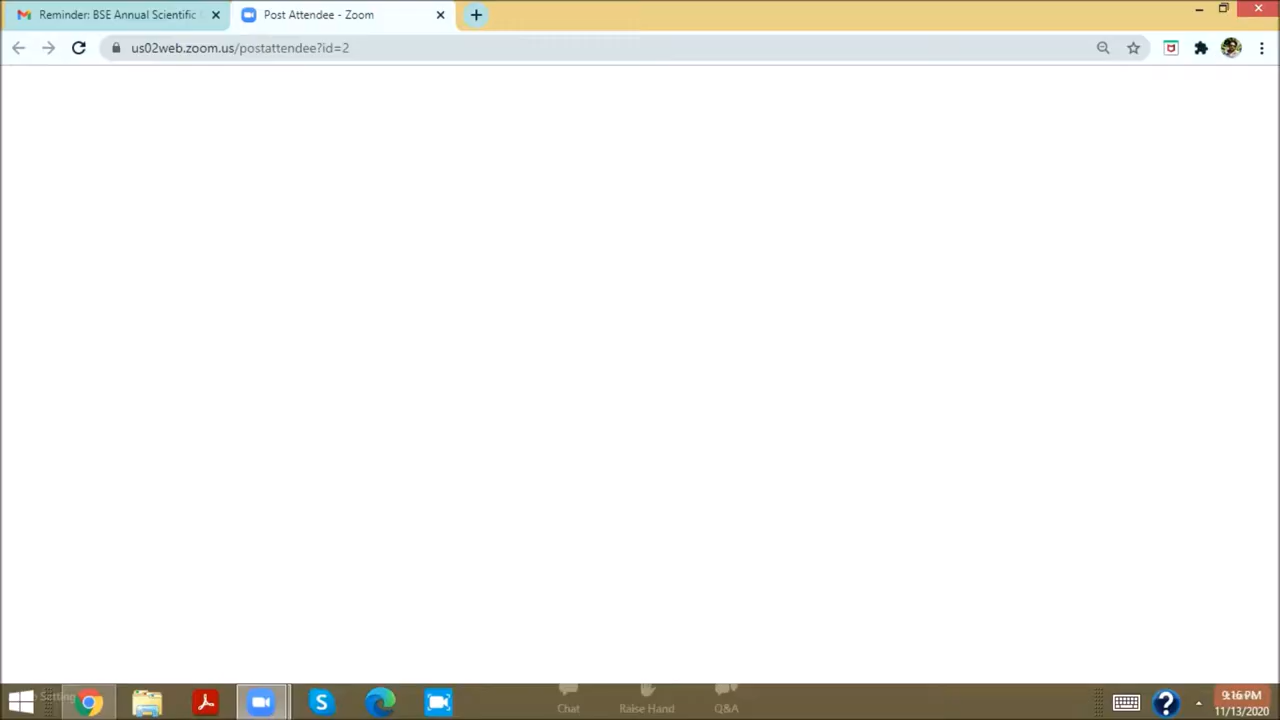 Reminder: BSE Annual Scientific
Post Attendee - Zoom
us02web.zoom.us/postattendee?id=2
Setting
Chat
Raise Hand
Q&A
9:16 PM
11/13/2020